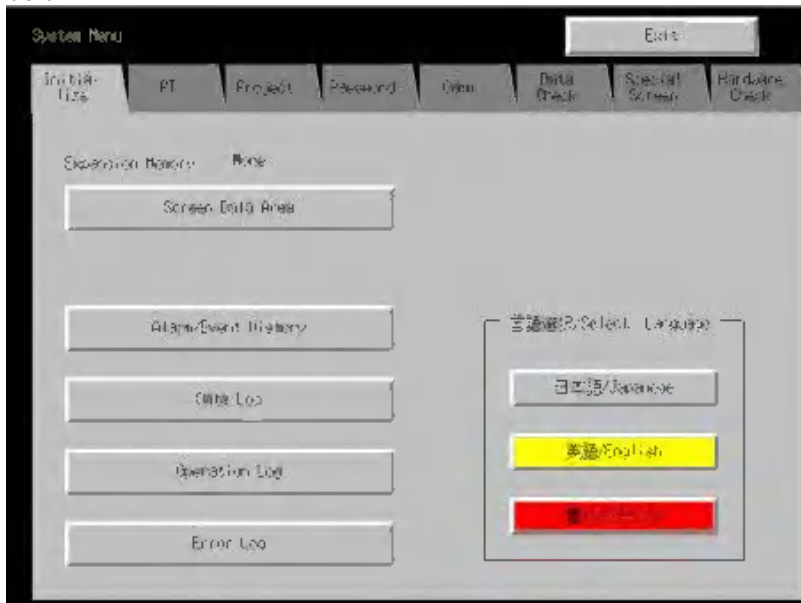 System Menu
Exit
Initia-
lize
PT
Project
Password
Comm
Data
Check
Special
Screen
Hardware
Check
Expansion Memory
None
Screen Data Area
Alarm/Event History
言語選択/Select Language
日本語/Japanese
Data Log
英語/English
Operation Log
Error Log